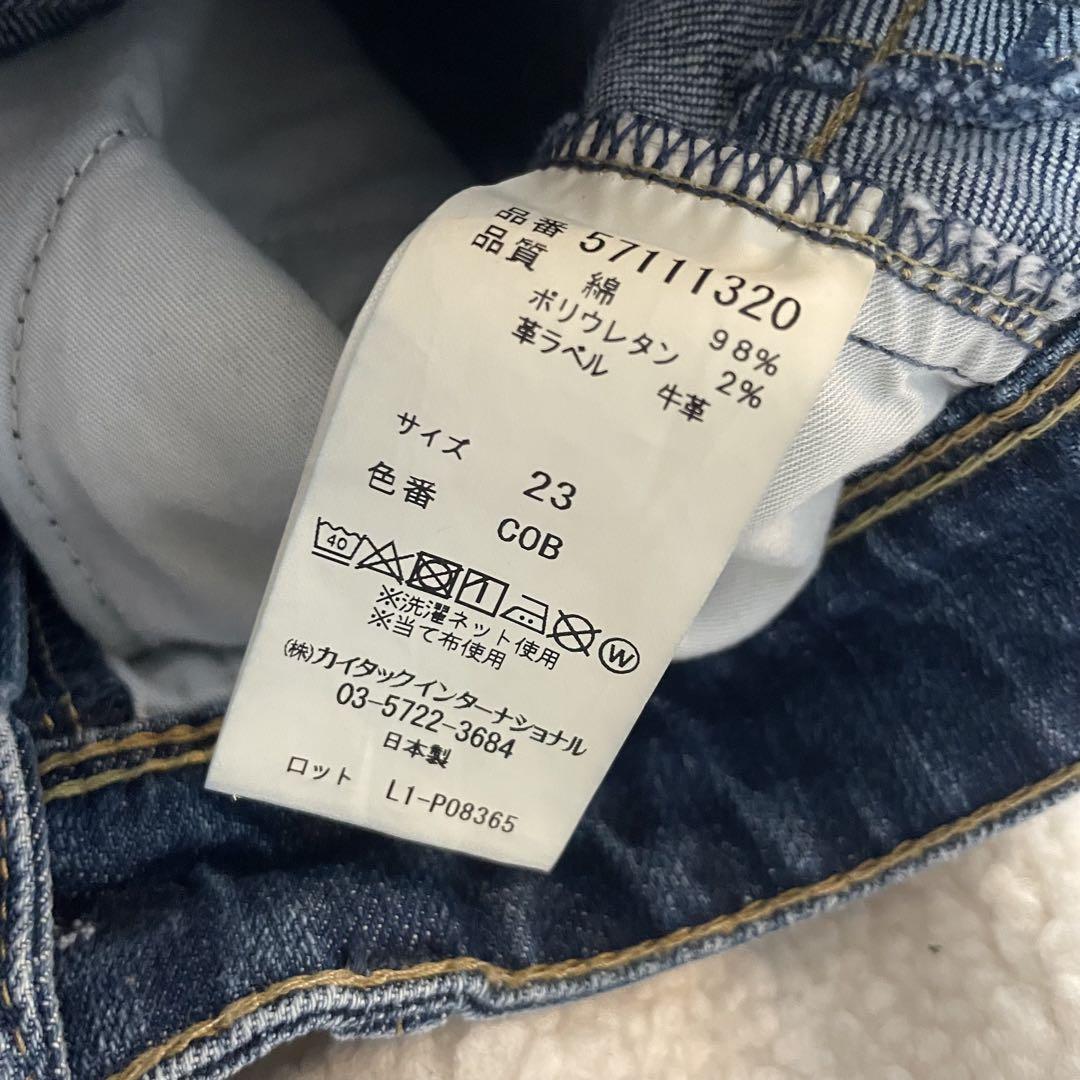 品番 57111320
品質 綿 98%
ポリウレタン 2%
革ラベル 牛革
サイズ 23
色番 COB
40 W
※洗濯ネット使用
※当て布使用
(株)カイタックインターナショナル
03-5722-3684
日本製
ロット L1-P08365